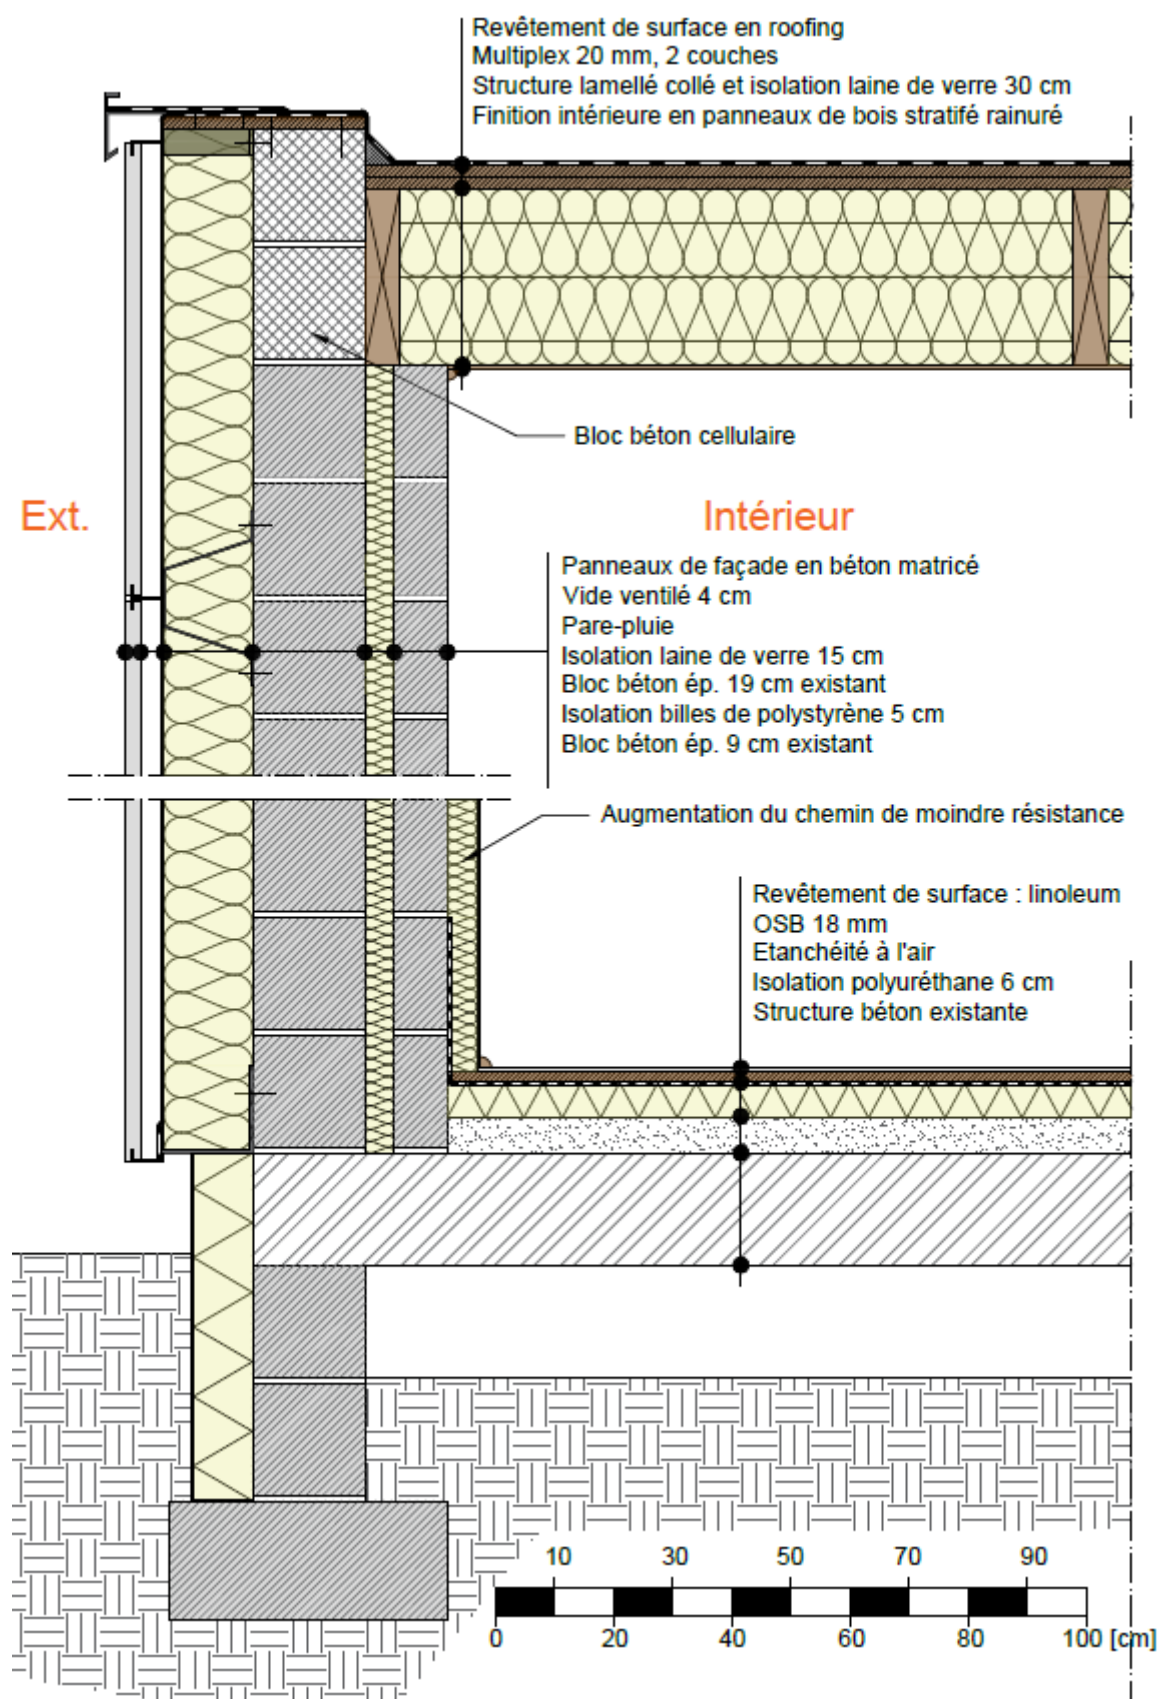 Revêtement de surface en roofing
Multiplex 20 mm, 2 couches
Structure lamellé collé et isolation laine de verre 30 cm
Finition intérieure en panneaux de bois stratifé rainuré
Bloc béton cellulaire
Ext.
Intérieur
Panneaux de façade en béton matricé
Vide ventilé 4 cm
Pare-pluie
Isolation laine de verre 15 cm
Bloc béton ép. 19 cm existant
Isolation billes de polystyrène 5 cm
Bloc béton ép. 9 cm existant
Augmentation du chemin de moindre résistance
Revêtement de surface : linoleum
OSB 18 mm
Etanchéité à l'air
Isolation polyuréthane 6 cm
Structure béton existante
10 30 50 70 90
0 20 40 60 80 100 [cm]